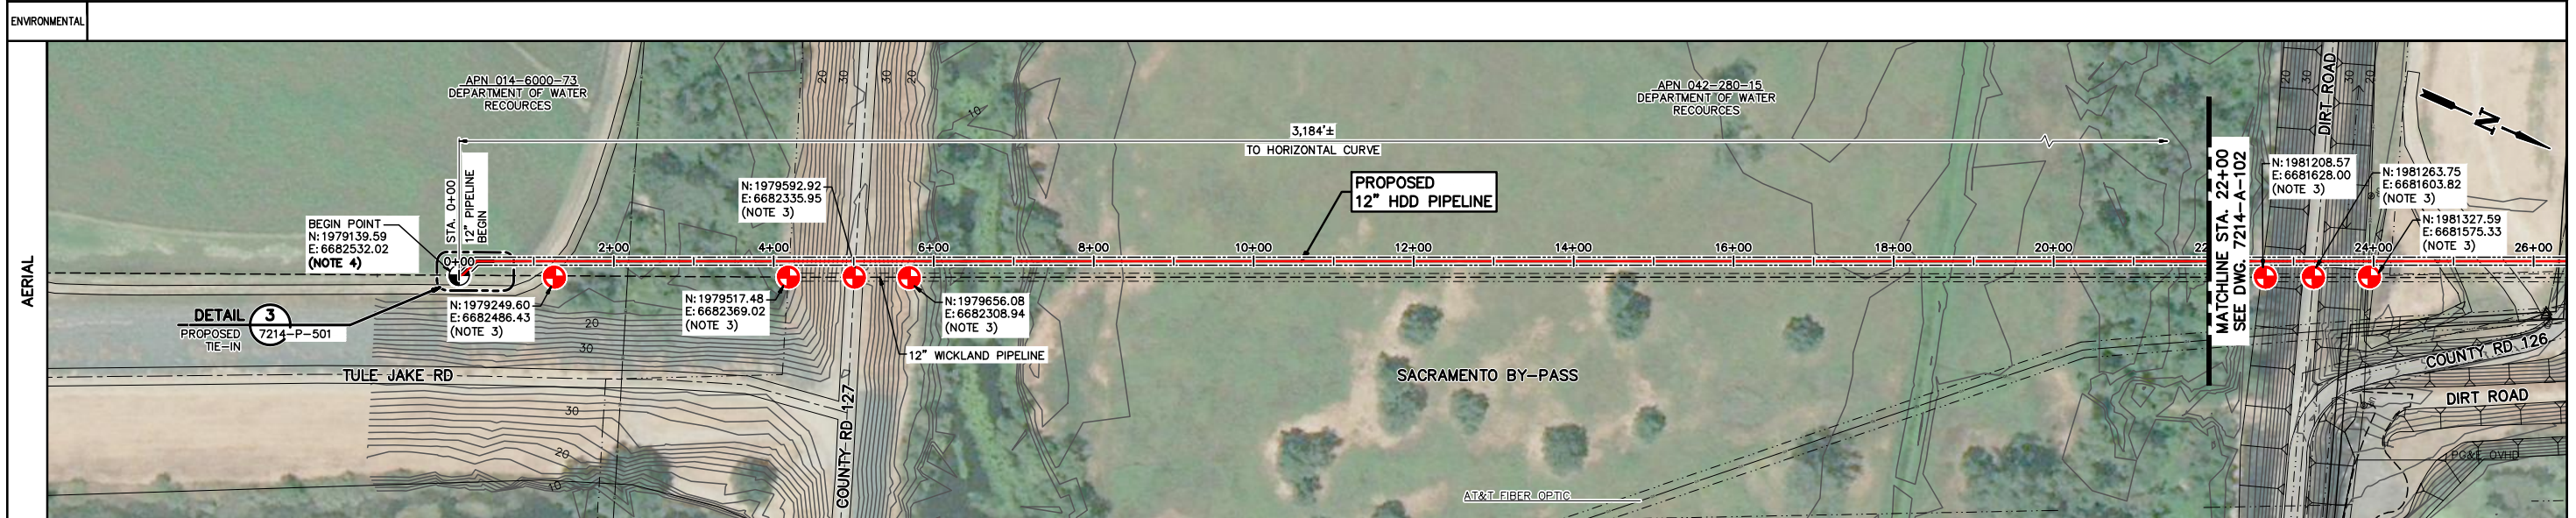 ENVIRONMENTAL
AERIAL
APN 014-6000-73
DEPARTMENT OF WATER
RECOURCES
APN 042-280-15
DEPARTMENT OF WATER
RECOURCES
20
30
30
20
10
20
30
30
20
DIRT ROAD
N
3,184'±
TO HORIZONTAL CURVE
STA. 0+00
12" PIPELINE
BEGIN
BEGIN POINT
N:1979139.59
E:6682532.02
(NOTE 4)
N:1979592.92
E:6682335.95
(NOTE 3)
PROPOSED
12" HDD PIPELINE
MATCHLINE STA. 22+00
SEE DWG. 7214-A-102
N:1981208.57
E:6681628.00
(NOTE 3)
N:1981263.75
E:6681603.82
(NOTE 3)
N:1981327.59
E:6681575.33
(NOTE 3)
0+00
2+00
4+00
6+00
8+00
10+00
12+00
14+00
16+00
18+00
20+00
22
24+00
26+00
N:1979249.60
E:6682486.43
(NOTE 3)
N:1979517.48
E:6682369.02
(NOTE 3)
N:1979656.08
E:6682308.94
(NOTE 3)
DETAIL 3
PROPOSED 7214-P-501
TIE-IN
20
30
12" WICKLAND PIPELINE
TULE JAKE RD
SACRAMENTO BY-PASS
COUNTY RD 126
DIRT ROAD
30
COUNTY RD 127
20
10
PG&E OVHD
AT&T FIBER OPTIC